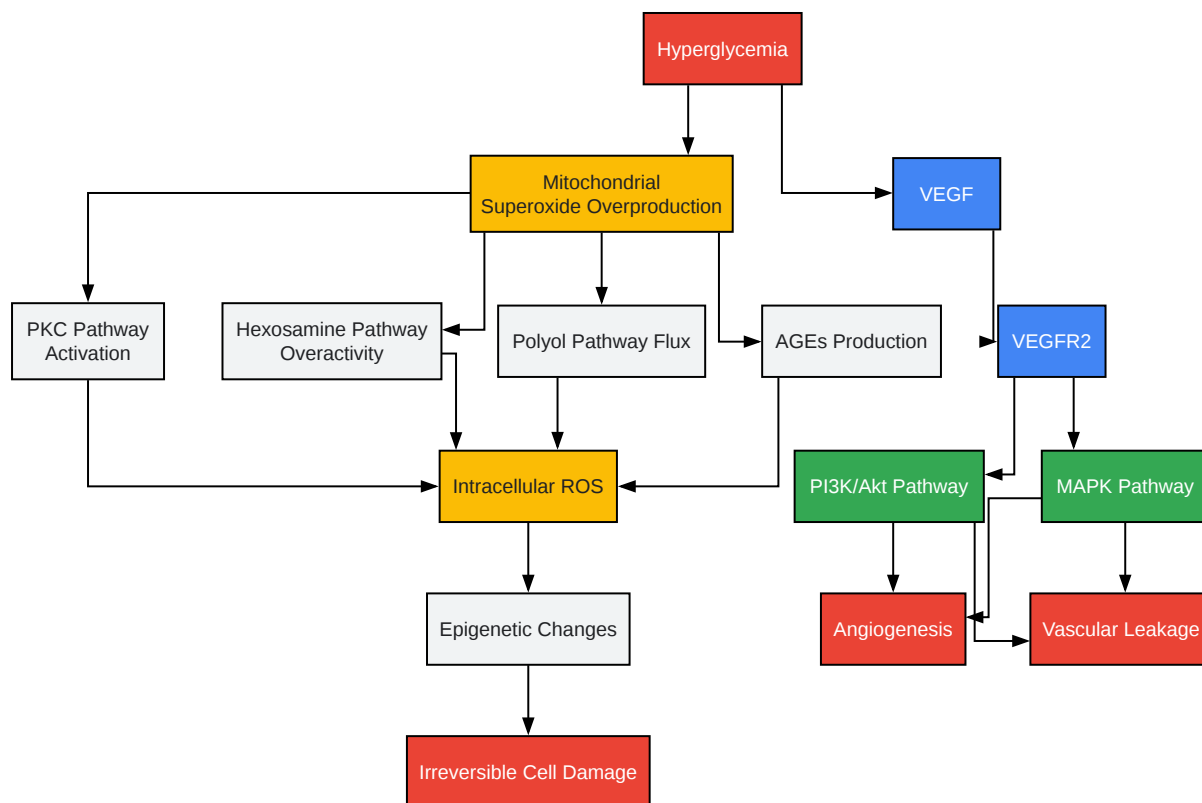 Hyperglycemia
Mitochondrial
Superoxide Overproduction
VEGF
PKC Pathway
Activation
Hexosamine Pathway
Overactivity
Polyol Pathway Flux
AGEs Production
VEGFR2
Intracellular ROS
PI3K/Akt Pathway
MAPK Pathway
Epigenetic Changes
Angiogenesis
Vascular Leakage
Irreversible Cell Damage